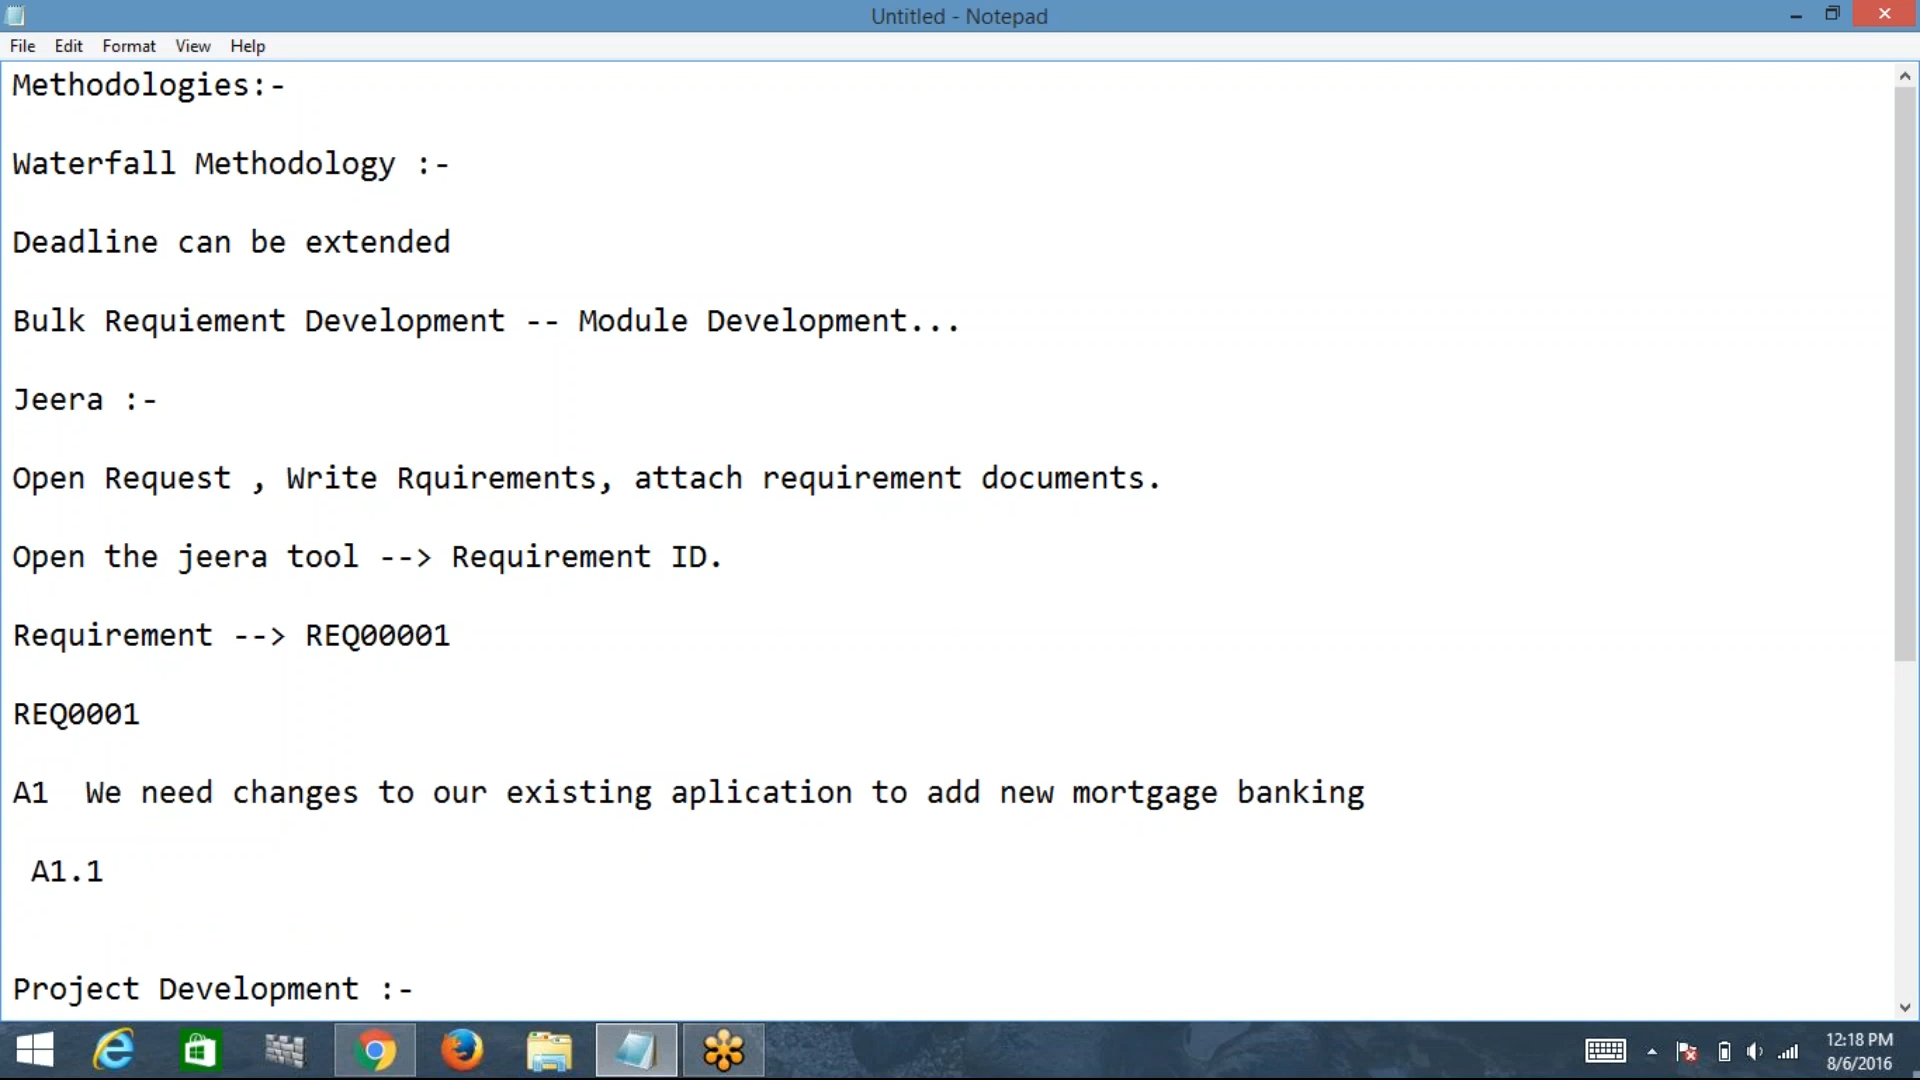 Untitled - Notepad
File Edit Format View Help
Methodologies:-
Waterfall Methodology :-
Deadline can be extended
Bulk Requiement Development -- Module Development...
Jeera :-
Open Request , Write Rquirements, attach requirement documents.
Open the jeera tool --> Requirement ID.
Requirement --> REQ00001
REQ0001
A1  We need changes to our existing aplication to add new mortgage banking
A1.1
Project Development :-
12:18 PM
8/6/2016